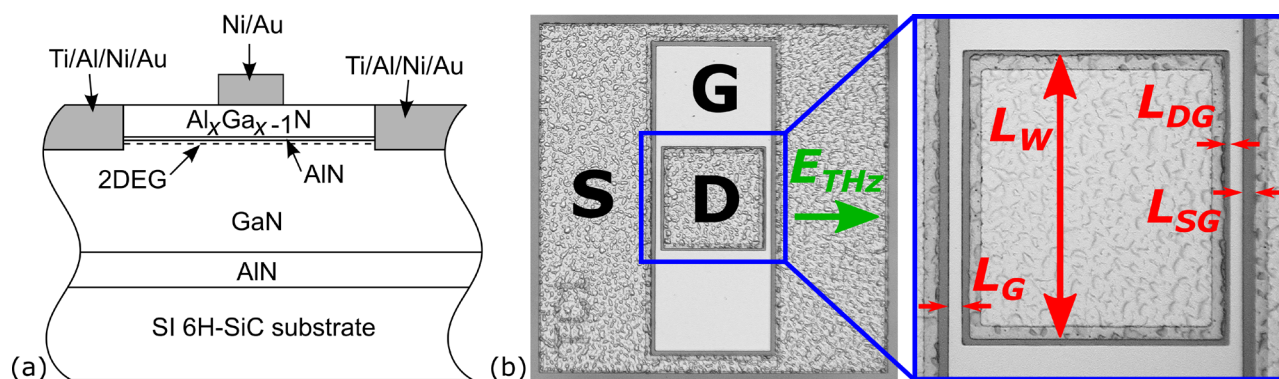 Ni/Au
Ti/Al/Ni/Au
Ti/Al/Ni/Au
AlxGax-1N
2DEG
AlN
GaN
AlN
SI 6H-SiC substrate
(a)
G
S
D
ETHz
(b)
LW
LDG
LSG
LG